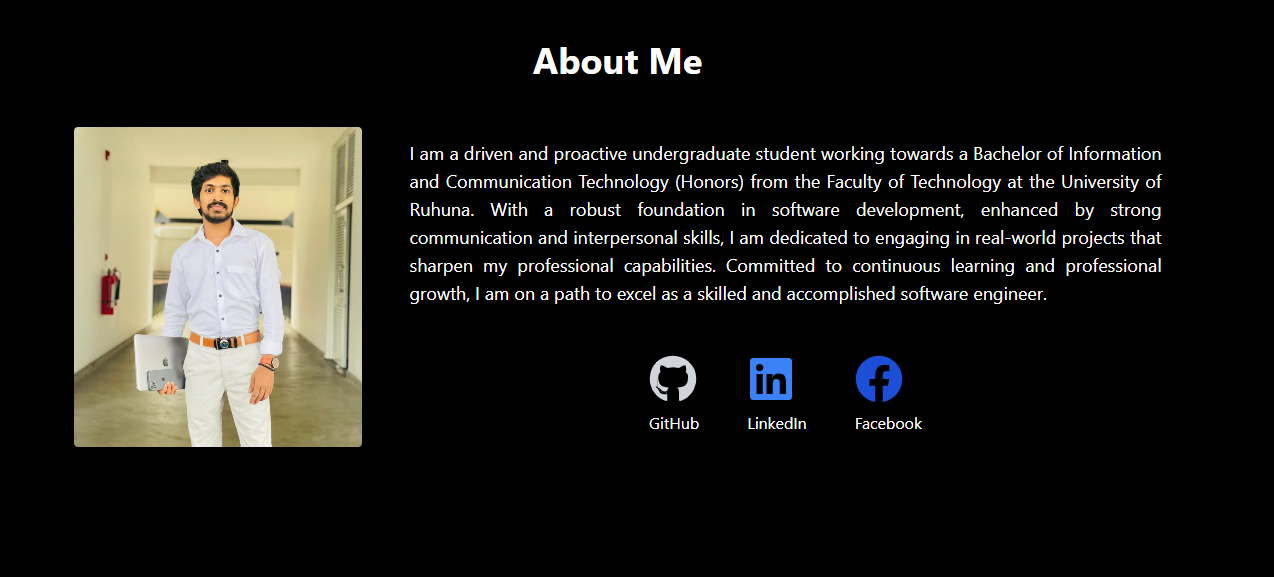 About Me
I am a driven and proactive undergraduate student working towards a Bachelor of Information
and Communication Technology (Honors) from the Faculty of Technology at the University of
Ruhuna. With a robust foundation in software development, enhanced by strong
communication and interpersonal skills, I am dedicated to engaging in real-world projects that
sharpen my professional capabilities. Committed to continuous learning and professional
growth, I am on a path to excel as a skilled and accomplished software engineer.
in
GitHub LinkedIn Facebook